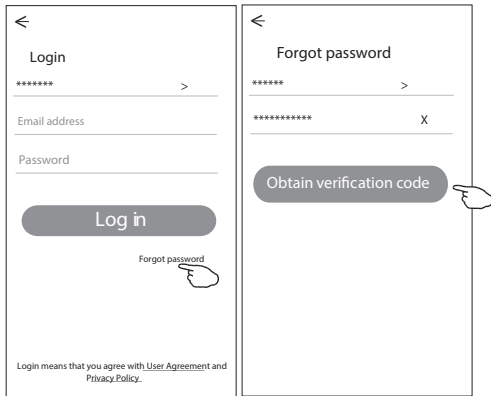 Login
******* >
Email address
Password
Log in
Forgot password
Login means that you agree with User Agreement and
Privacy Policy
Forgot password
****** >
*********** X
Obtain verification code